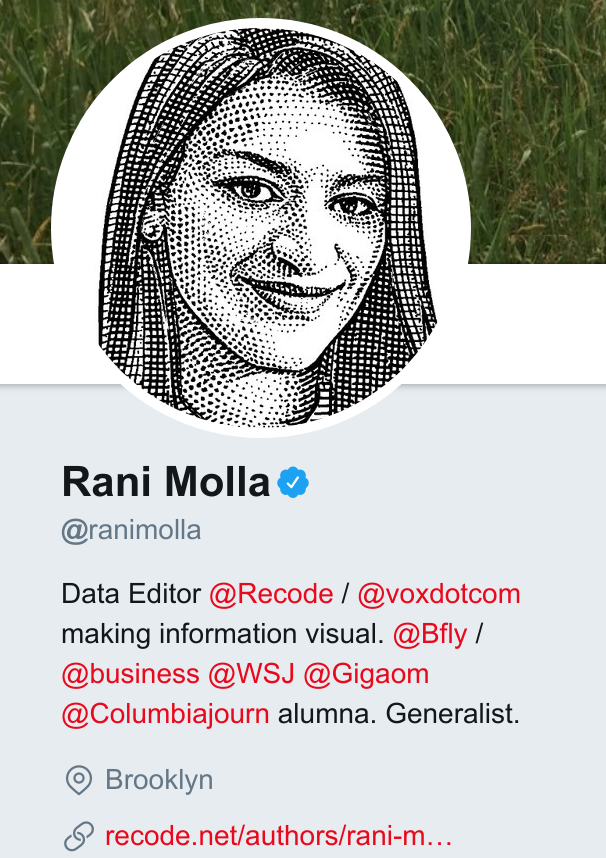 Rani Molla
@ranimolla
Data Editor @Recode / @voxdotcom
making information visual. @Bfly /
@business @WSJ @Gigaom
@Columbiajourn alumna. Generalist.
Brooklyn
recode.net/authors/rani-m…